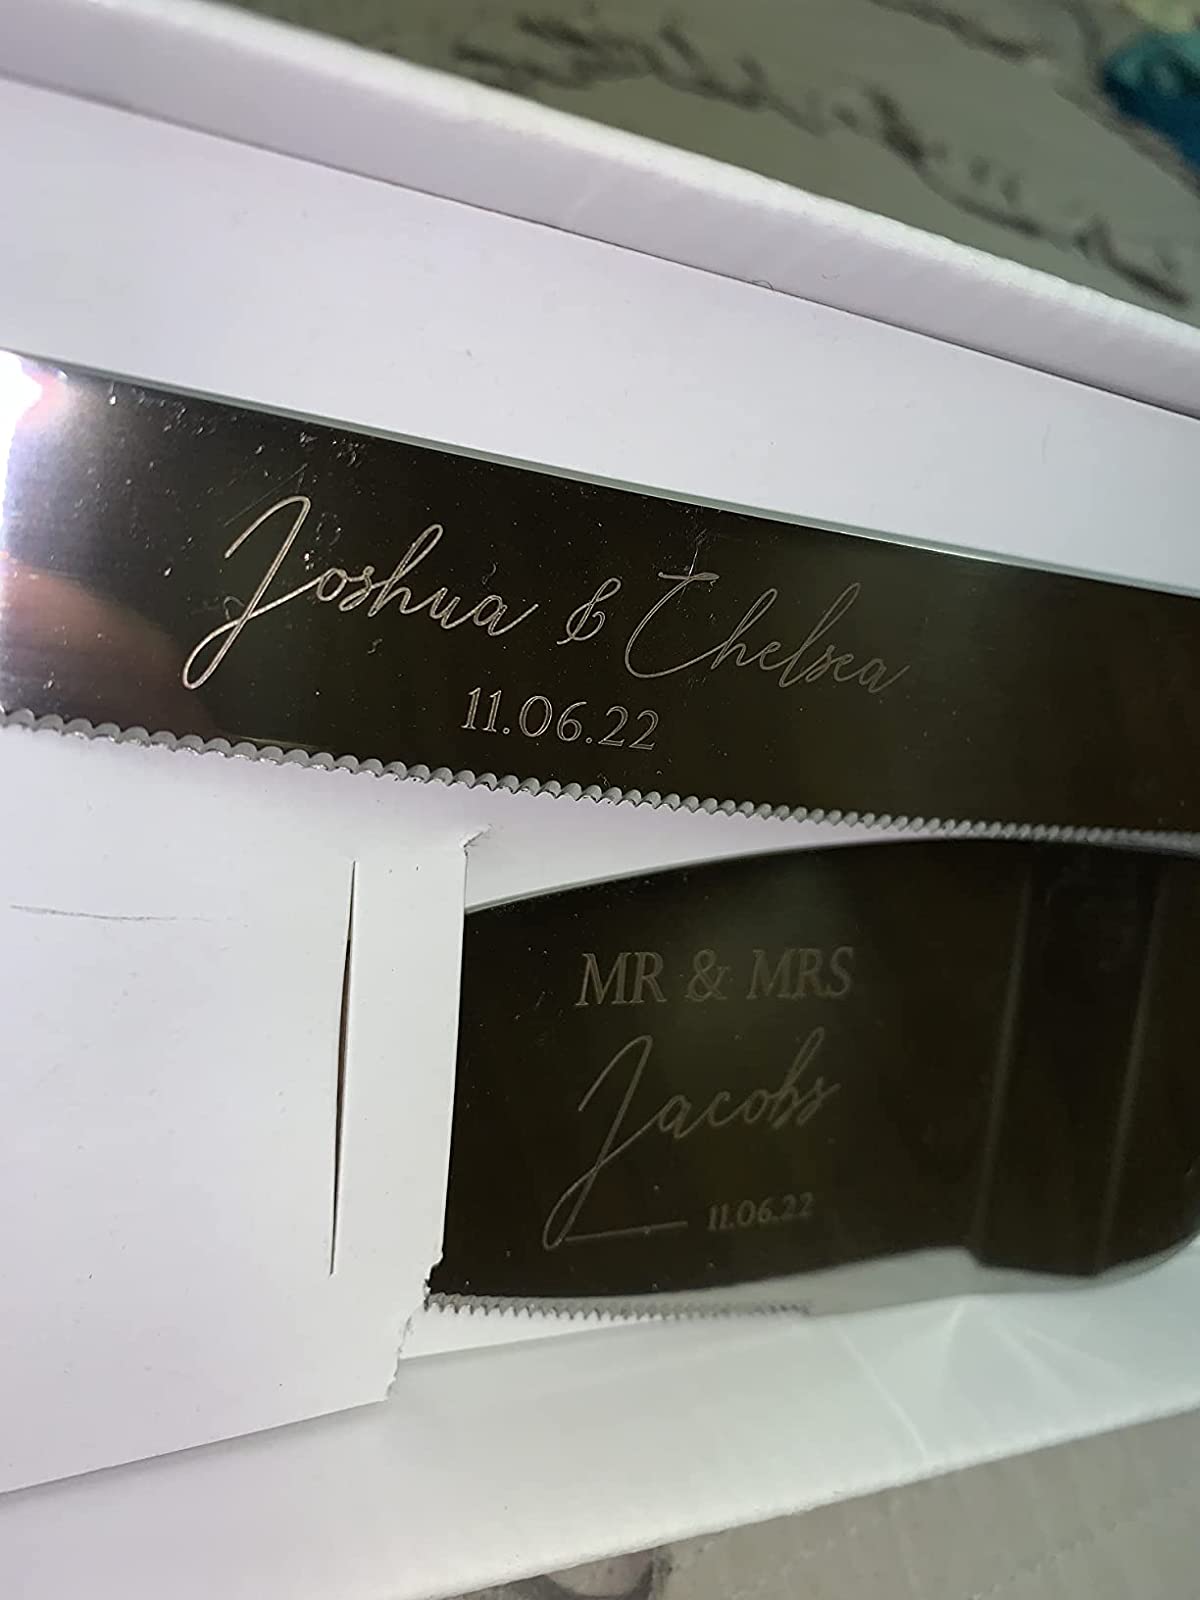 Joshua & Chelsea
11.06.22
MR & MRS
Jacobs
11.06.22